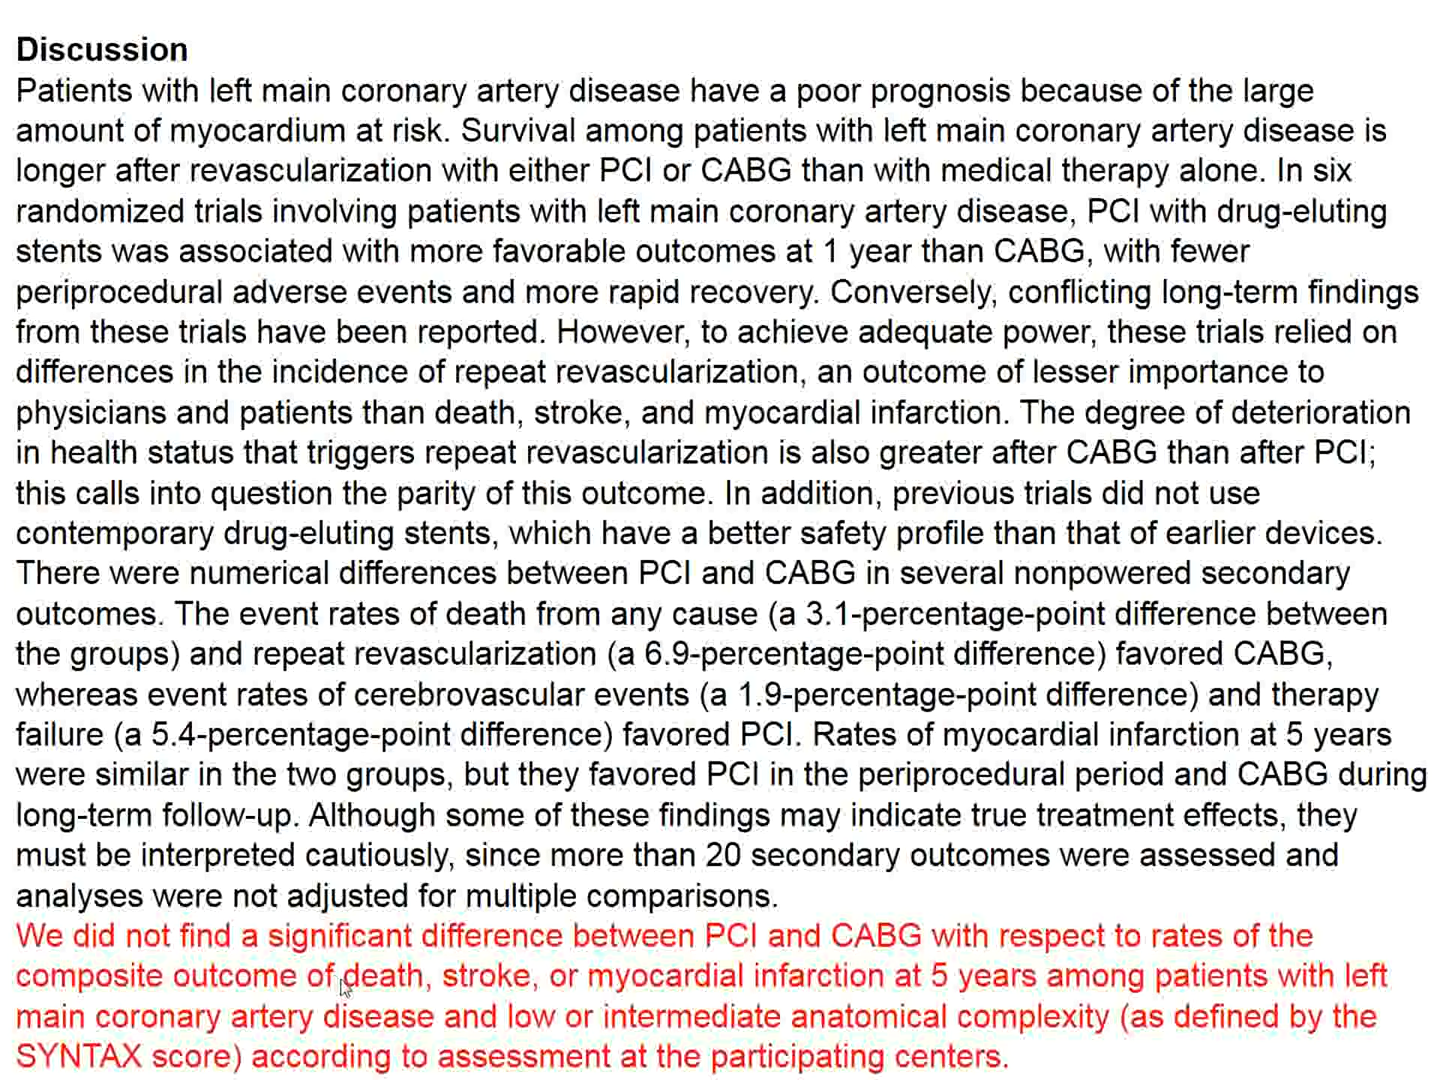 Discussion
Patients with left main coronary artery disease have a poor prognosis because of the large
amount of myocardium at risk. Survival among patients with left main coronary artery disease is
longer after revascularization with either PCI or CABG than with medical therapy alone. In six
randomized trials involving patients with left main coronary artery disease, PCI with drug-eluting
stents was associated with more favorable outcomes at 1 year than CABG, with fewer
periprocedural adverse events and more rapid recovery. Conversely, conflicting long-term findings
from these trials have been reported. However, to achieve adequate power, these trials relied on
differences in the incidence of repeat revascularization, an outcome of lesser importance to
physicians and patients than death, stroke, and myocardial infarction. The degree of deterioration
in health status that triggers repeat revascularization is also greater after CABG than after PCI;
this calls into question the parity of this outcome. In addition, previous trials did not use
contemporary drug-eluting stents, which have a better safety profile than that of earlier devices.
There were numerical differences between PCI and CABG in several nonpowered secondary
outcomes. The event rates of death from any cause (a 3.1-percentage-point difference between
the groups) and repeat revascularization (a 6.9-percentage-point difference) favored CABG,
whereas event rates of cerebrovascular events (a 1.9-percentage-point difference) and therapy
failure (a 5.4-percentage-point difference) favored PCI. Rates of myocardial infarction at 5 years
were similar in the two groups, but they favored PCI in the periprocedural period and CABG during
long-term follow-up. Although some of these findings may indicate true treatment effects, they
must be interpreted cautiously, since more than 20 secondary outcomes were assessed and
analyses were not adjusted for multiple comparisons.
We did not find a significant difference between PCI and CABG with respect to rates of the
composite outcome of death, stroke, or myocardial infarction at 5 years among patients with left
main coronary artery disease and low or intermediate anatomical complexity (as defined by the
SYNTAX score) according to assessment at the participating centers.